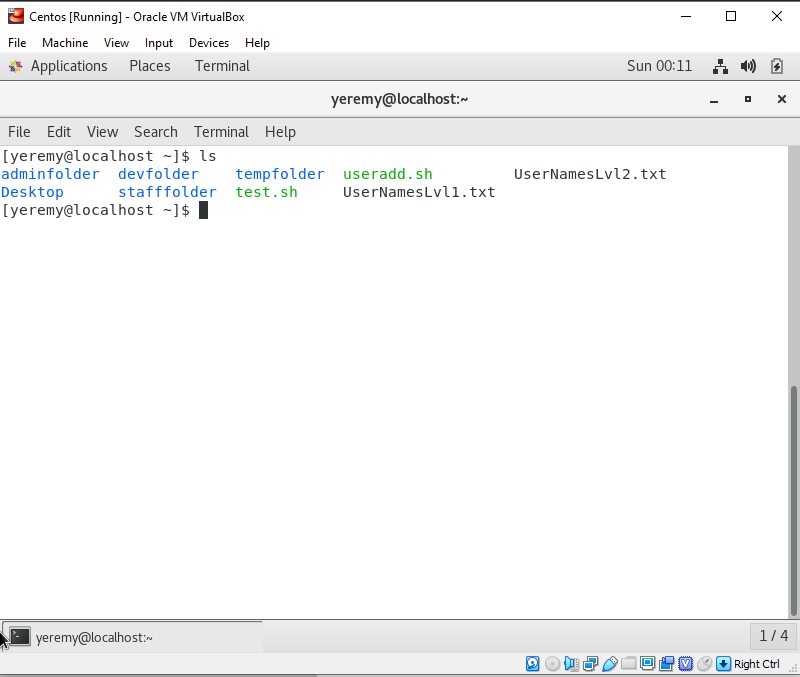 Centos [Running] - Oracle VM VirtualBox
File Machine View Input Devices Help
Applications Places Terminal Sun 00:11
yeremy@localhost:~
File Edit View Search Terminal Help
[yeremy@localhost ~]$ ls
adminfolder devfolder tempfolder useradd.sh UserNamesLvl2.txt
Desktop stafffolder test.sh UserNamesLvl1.txt
[yeremy@localhost ~]$
yeremy@localhost:~ 1 / 4
Right Ctrl